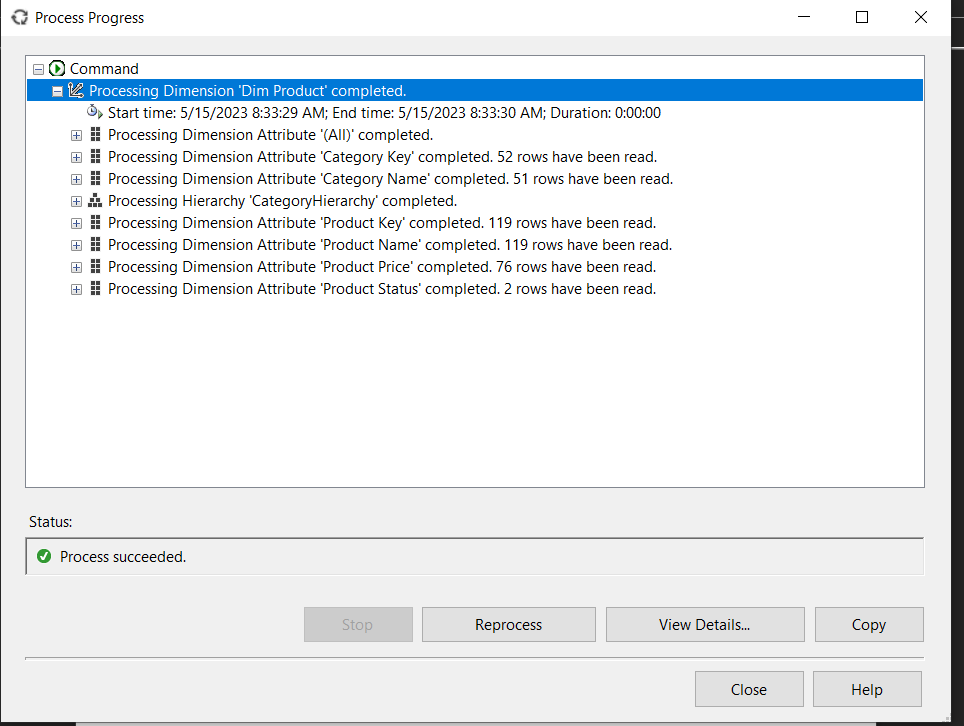 Process Progress
Command
Processing Dimension 'Dim Product' completed.
Start time: 5/15/2023 8:33:29 AM; End time: 5/15/2023 8:33:30 AM; Duration: 0:00:00
Processing Dimension Attribute '(All)' completed.
Processing Dimension Attribute 'Category Key' completed. 52 rows have been read.
Processing Dimension Attribute 'Category Name' completed. 51 rows have been read.
Processing Hierarchy 'CategoryHierarchy' completed.
Processing Dimension Attribute 'Product Key' completed. 119 rows have been read.
Processing Dimension Attribute 'Product Name' completed. 119 rows have been read.
Processing Dimension Attribute 'Product Price' completed. 76 rows have been read.
Processing Dimension Attribute 'Product Status' completed. 2 rows have been read.
Status:
Process succeeded.
Stop Reprocess View Details... Copy
Close Help